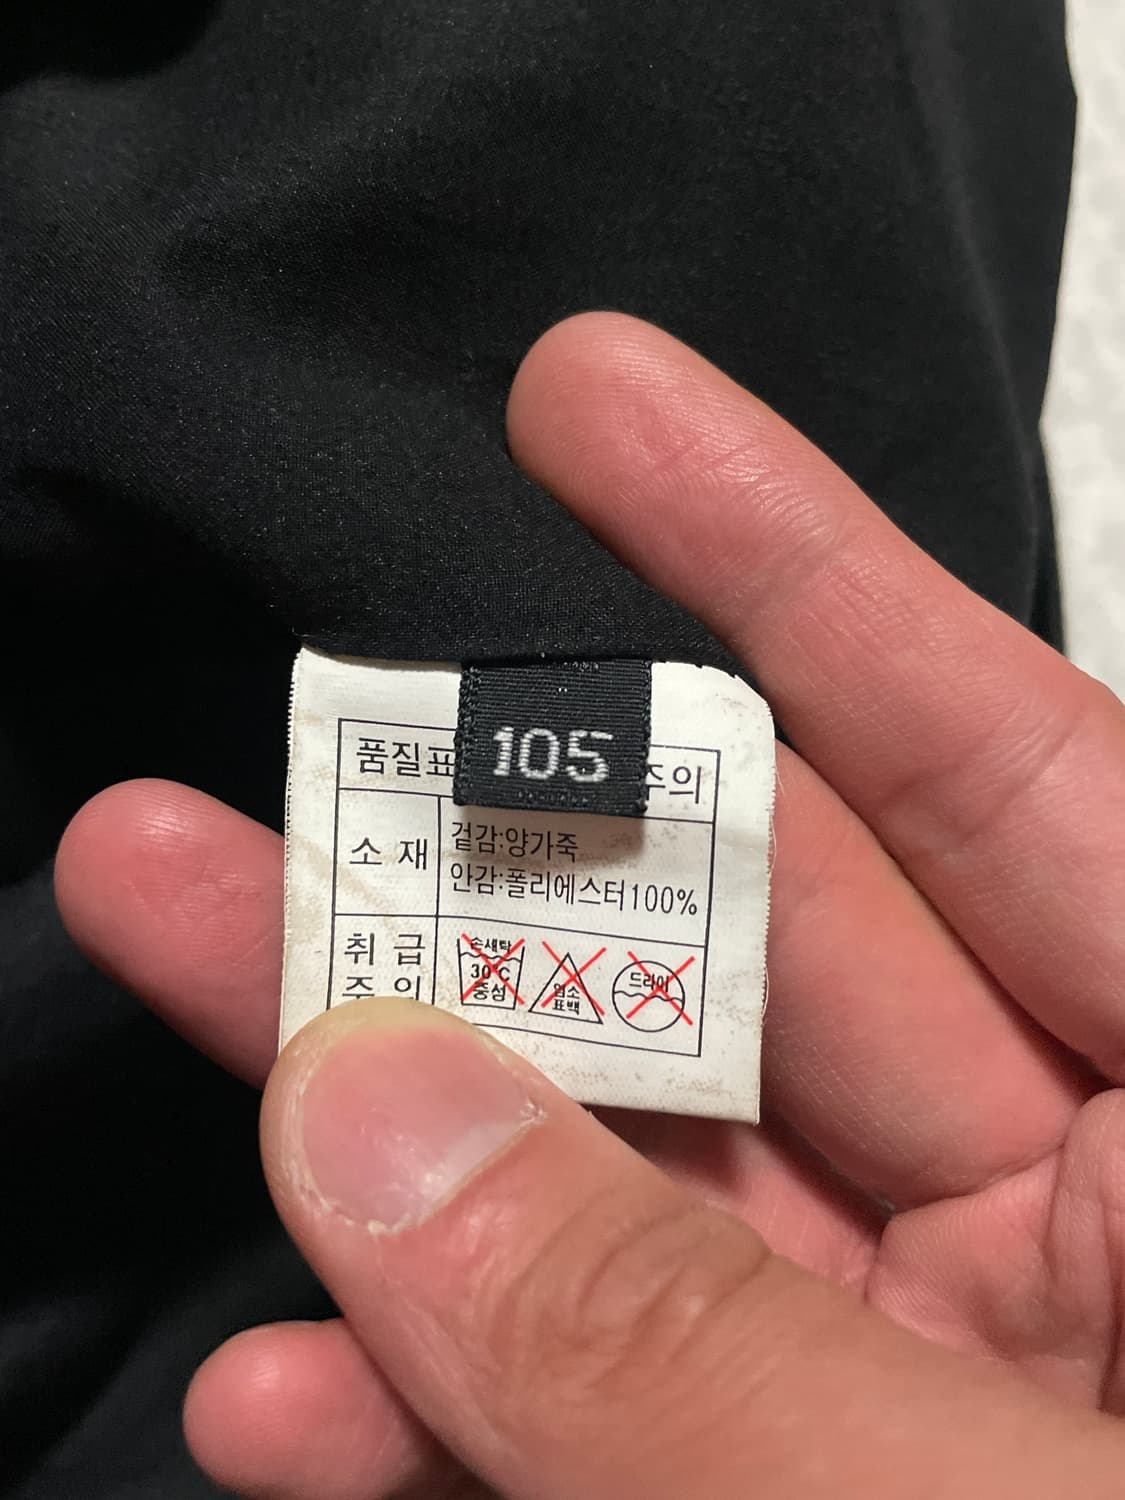 105
품질표 주의
소 재
겉감:양가죽
안감:폴리에스터100%
취 급
주 의
손세탁
30°C
중성
염소
표백
드라이